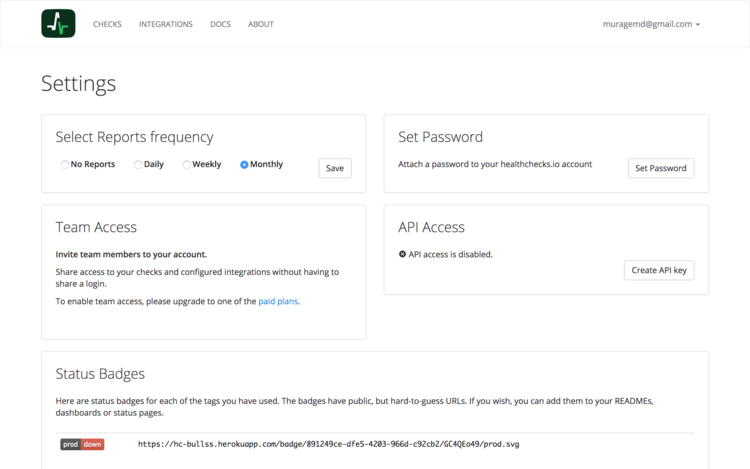 CHECKS INTEGRATIONS DOCS ABOUT muragemd@gmail.com
Settings
Select Reports frequency
No Reports Daily Weekly Monthly Save
Set Password
Attach a password to your healthchecks.io account Set Password
Team Access
Invite team members to your account.
Share access to your checks and configured integrations without having to
share a login.
To enable team access, please upgrade to one of the paid plans.
API Access
API access is disabled.
Create API key
Status Badges
Here are status badges for each of the tags you have used. The badges have public, but hard-to-guess URLs. If you wish, you can add them to your READMEs,
dashboards or status pages.
prod down https://hc-bullss.herokuapp.com/badge/891249ce-dfe5-4203-966d-c92cb2/GC4QEo49/prod.svg